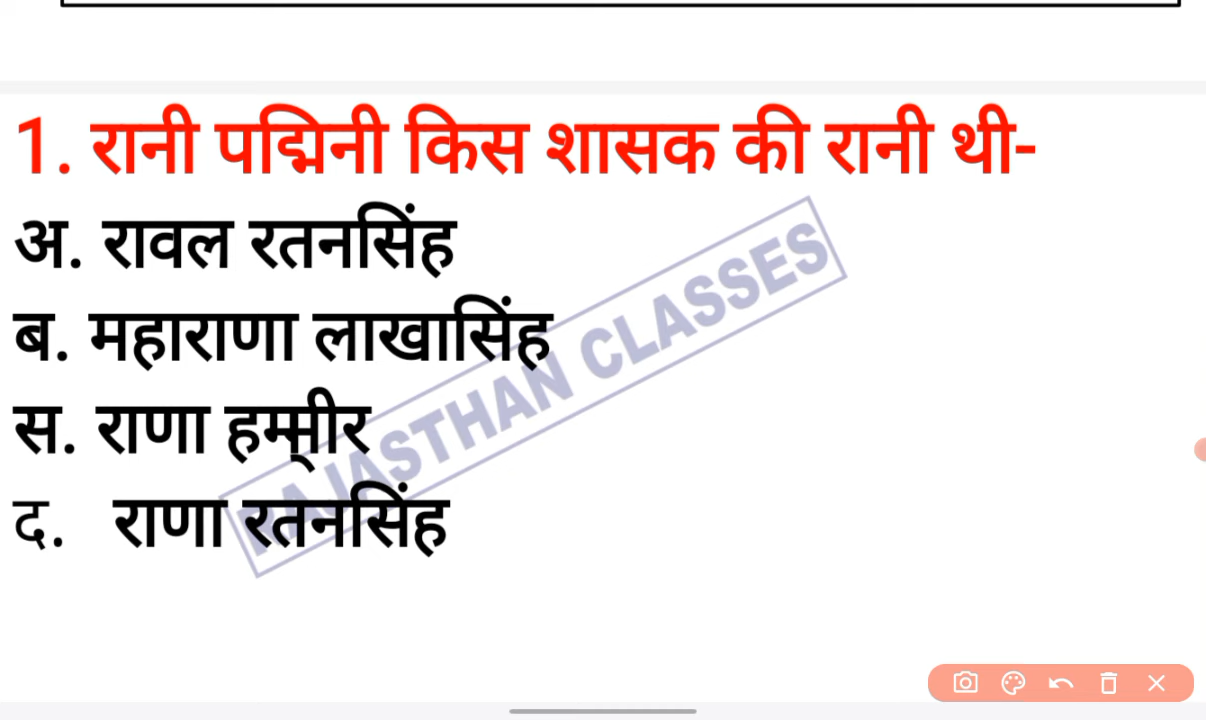 1. रानी पद्मिनी किस शासक की रानी थी-
अ. रावल रतनसिंह
ब. महाराणा लाखासिंह
स. राणा हम्मी्र
द. राणा रतनसिंह
RAJASTHAN CLASSES